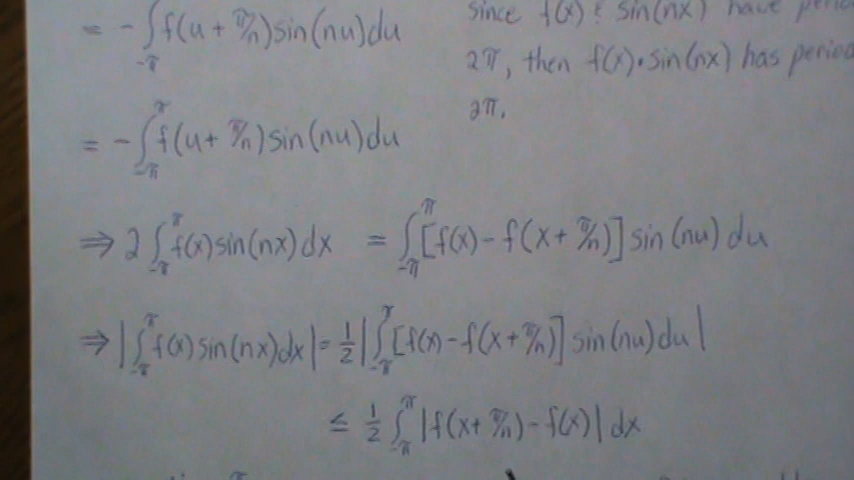 = -∫_{-π}^{π} f(u + π/n) sin(nu) du
since f(x) & sin(nx) have
2π, then f(x)·sin(nx) has period
2π.
= -∫_{-π}^{π} f(u + π/n) sin(nu) du
⇒ 2 ∫_{-π}^{π} f(x) sin(nx) dx = ∫_{-π}^{π} [f(x) - f(x + π/n)] sin(nu) du
⇒ |∫_{-π}^{π} f(x) sin(nx) dx| = 1/2 |∫_{-π}^{π} [f(x) - f(x + π/n)] sin(nu) du|
≤ 1/2 ∫_{-π}^{π} |f(x + π/n) - f(x)| dx